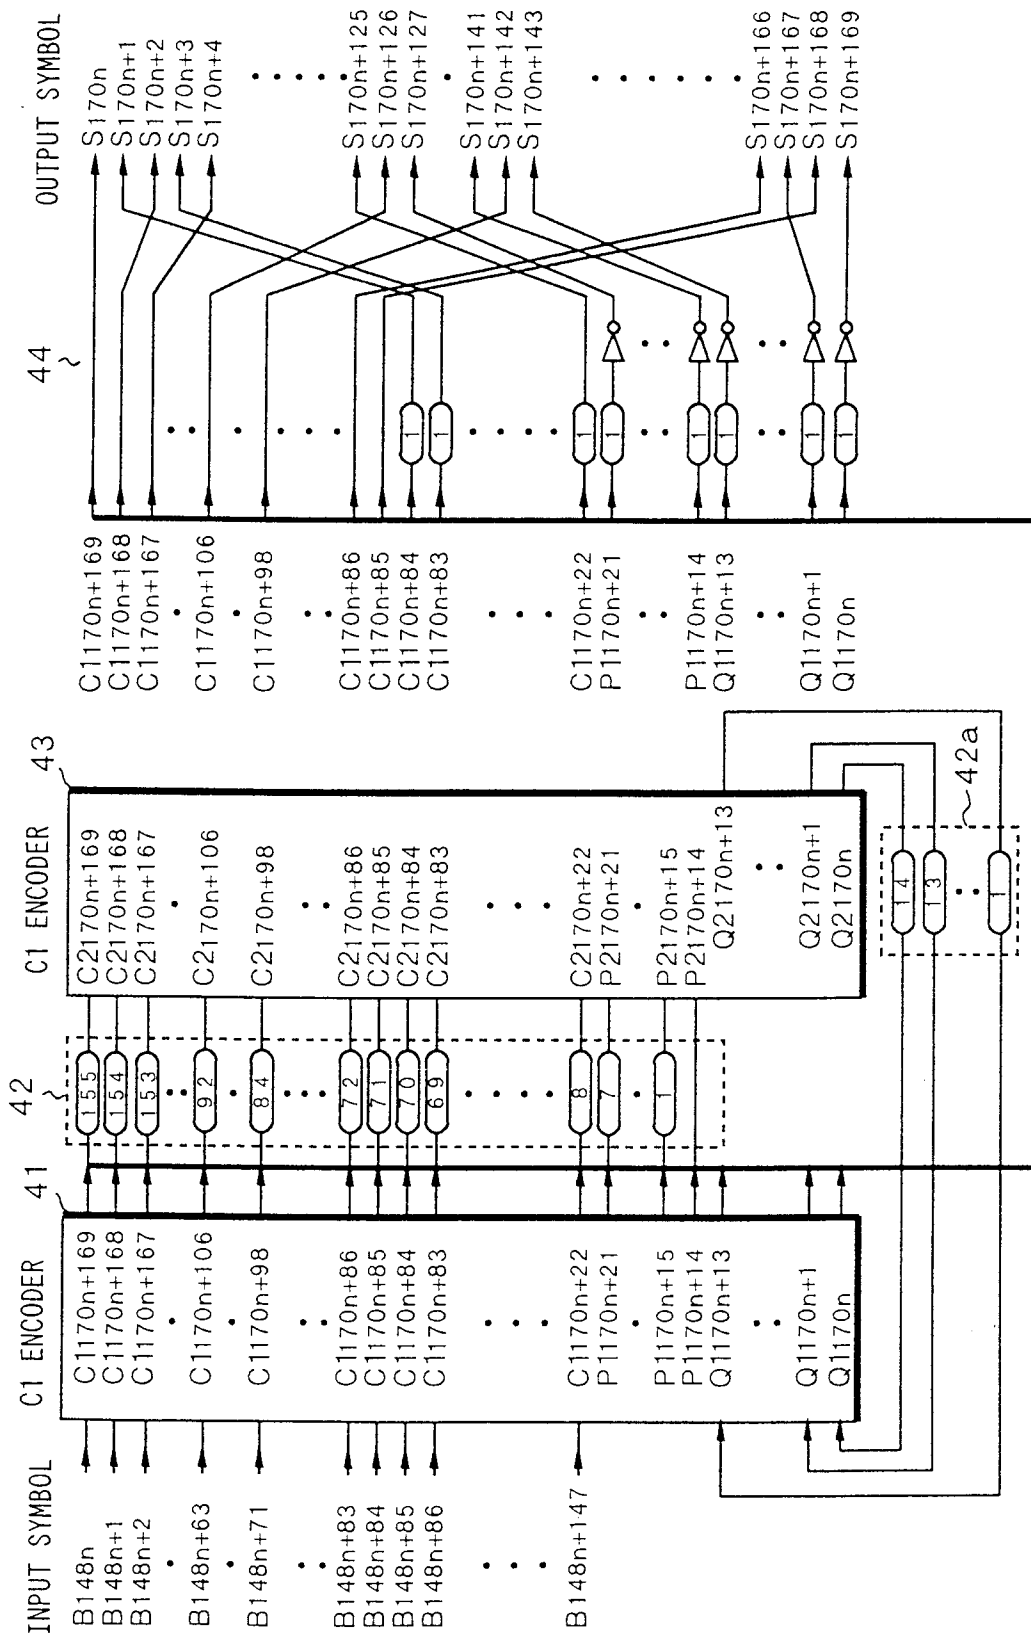 INPUT SYMBOL
B148n
B148n+1
B148n+2
B148n+63
B148n+71
B148n+83
B148n+84
B148n+85
B148n+86
B148n+147
C1 ENCODER
41
C1170n+169
C1170n+168
C1170n+167
C1170n+106
C1170n+98
C1170n+86
C1170n+85
C1170n+84
C1170n+83
C1170n+22
P1170n+21
P1170n+15
P1170n+14
Q1170n+13
Q1170n+1
Q1170n
42
155
154
153
92
84
72
71
70
69
8
7
1
C1 ENCODER
43
C2170n+169
C2170n+168
C2170n+167
C2170n+106
C2170n+98
C2170n+86
C2170n+85
C2170n+84
C2170n+83
C2170n+22
P2170n+21
P2170n+15
P2170n+14
Q2170n+13
Q2170n+1
Q2170n
42a
14
13
1
C1170n+169
C1170n+168
C1170n+167
C1170n+106
C1170n+98
C1170n+86
C1170n+85
C1170n+84
C1170n+83
C1170n+22
P1170n+21
P1170n+14
Q1170n+13
Q1170n+1
Q1170n
44
1
1
1
1
1
1
1
1
OUTPUT SYMBOL
S170n
S170n+1
S170n+2
S170n+3
S170n+4
S170n+125
S170n+126
S170n+127
S170n+141
S170n+142
S170n+143
S170n+166
S170n+167
S170n+168
S170n+169